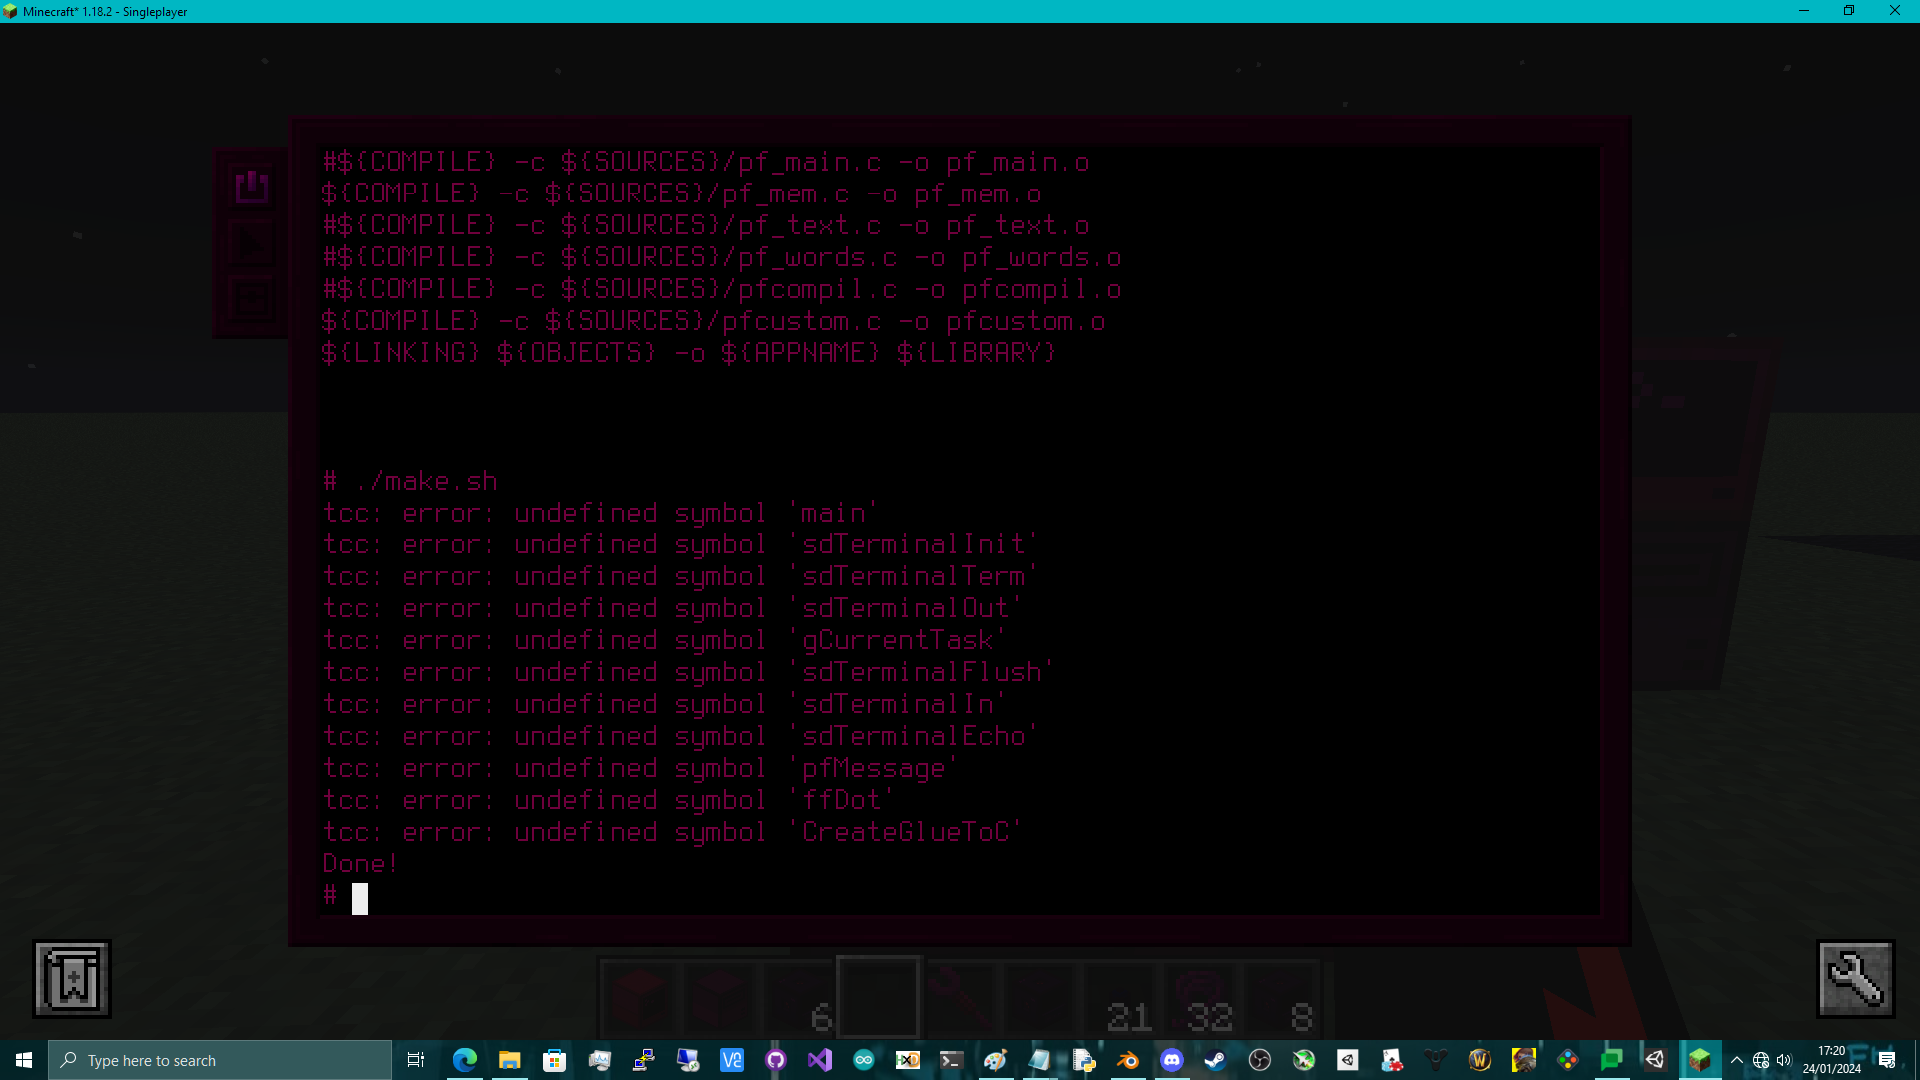 Minecraft* 1.18.2 - Singleplayer
#${COMPILE} -c ${SOURCES}/pf_main.c -o pf_main.o
${COMPILE} -c ${SOURCES}/pf_mem.c -o pf_mem.o
#${COMPILE} -c ${SOURCES}/pf_text.c -o pf_text.o
#${COMPILE} -c ${SOURCES}/pf_words.c -o pf_words.o
#${COMPILE} -c ${SOURCES}/pfcompil.c -o pfcompil.o
${COMPILE} -c ${SOURCES}/pfcustom.c -o pfcustom.o
${LINKING} ${OBJECTS} -o ${APPNAME} ${LIBRARY}
# ./make.sh
tcc: error: undefined symbol 'main'
tcc: error: undefined symbol 'sdTerminalInit'
tcc: error: undefined symbol 'sdTerminalTerm'
tcc: error: undefined symbol 'sdTerminalOut'
tcc: error: undefined symbol 'gCurrentTask'
tcc: error: undefined symbol 'sdTerminalFlush'
tcc: error: undefined symbol 'sdTerminalIn'
tcc: error: undefined symbol 'sdTerminalEcho'
tcc: error: undefined symbol 'pfMessage'
tcc: error: undefined symbol 'ffDot'
tcc: error: undefined symbol 'CreateGlueToC'
Done!
#
6 21 32 8
Type here to search
17:20
24/01/2024